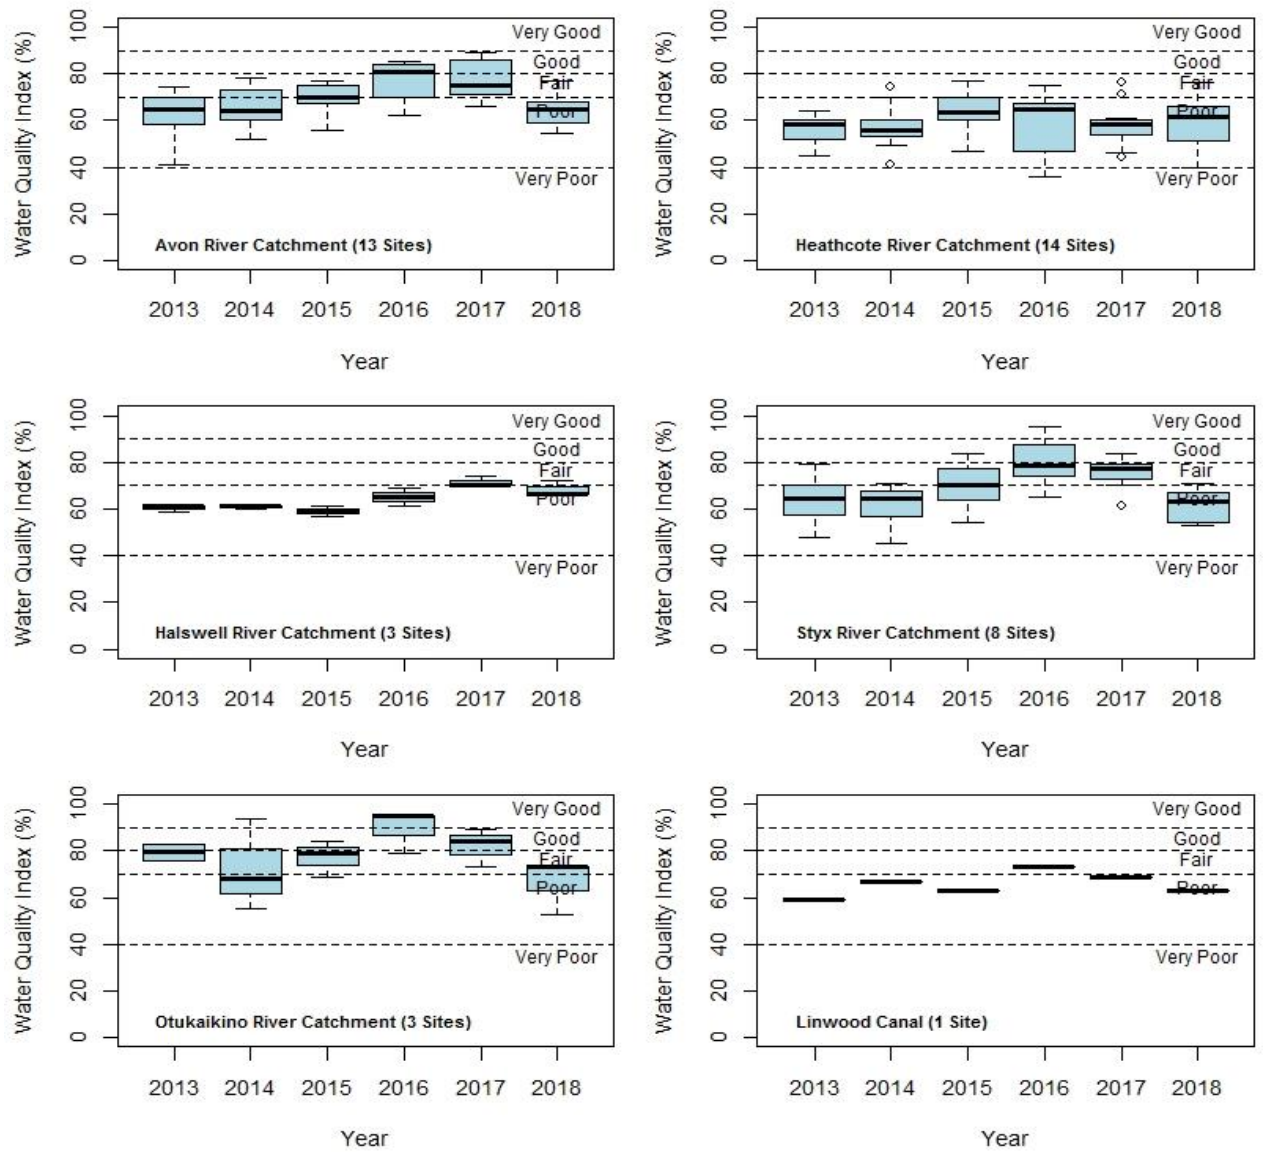 Water Quality Index (%)
100
80
60
40
20
0
Very Good
Good
Fair
Poor
Very Poor
Avon River Catchment (13 Sites)
2013 2014 2015 2016 2017 2018
Year
Water Quality Index (%)
100
80
60
40
20
0
Very Good
Good
Fair
Poor
Very Poor
Heathcote River Catchment (14 Sites)
2013 2014 2015 2016 2017 2018
Year
Water Quality Index (%)
100
80
60
40
20
0
Very Good
Good
Fair
Poor
Very Poor
Halswell River Catchment (3 Sites)
2013 2014 2015 2016 2017 2018
Year
Water Quality Index (%)
100
80
60
40
20
0
Very Good
Good
Fair
Poor
Very Poor
Styx River Catchment (8 Sites)
2013 2014 2015 2016 2017 2018
Year
Water Quality Index (%)
100
80
60
40
20
0
Very Good
Good
Fair
Poor
Very Poor
Otukaikino River Catchment (3 Sites)
2013 2014 2015 2016 2017 2018
Year
Water Quality Index (%)
100
80
60
40
20
0
Very Good
Good
Fair
Poor
Very Poor
Linwood Canal (1 Site)
2013 2014 2015 2016 2017 2018
Year